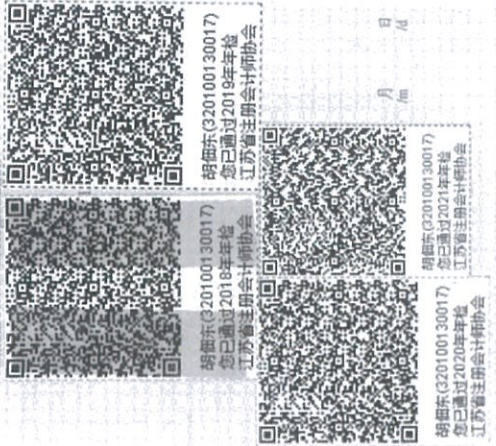 胡佃东(320100130017)
您已通过2018年年检
江苏省注册会计师协会
胡佃东(320100130017)
您已通过2019年年检
江苏省注册会计师协会
胡佃东(320100130017)
您已通过2020年年检
江苏省注册会计师协会
胡佃东(320100130017)
您已通过2021年年检
江苏省注册会计师协会
月
/m
日
/d